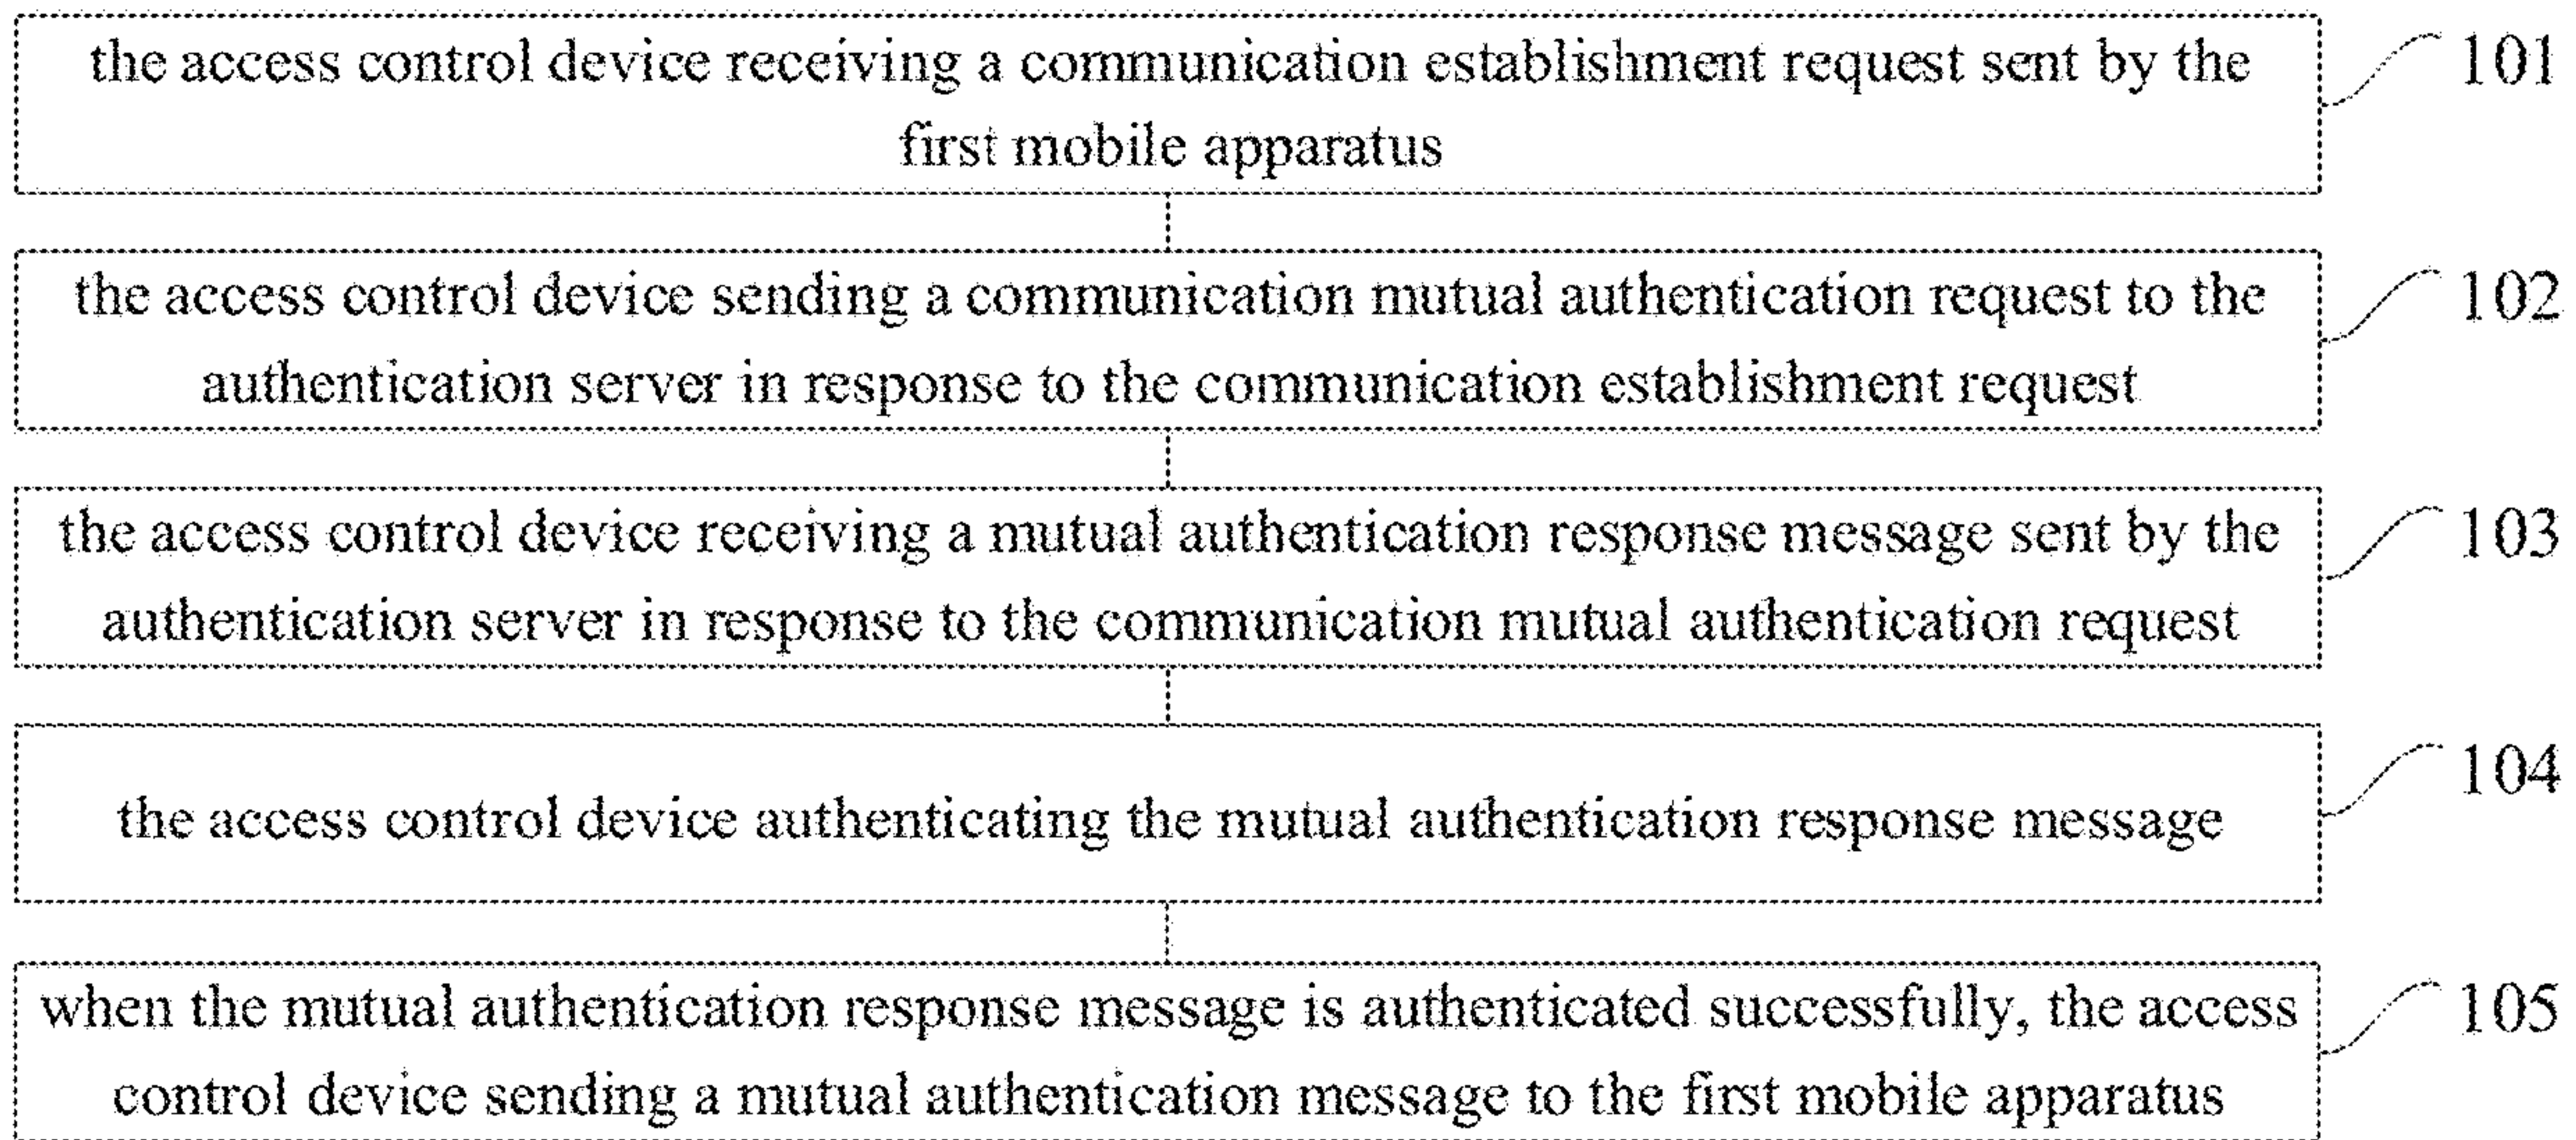 the access control device receiving a communication establishment request sent by the
first mobile apparatus
101
the access control device sending a communication mutual authentication request to the
authentication server in response to the communication establishment request
102
the access control device receiving a mutual authentication response message sent by the
authentication server in response to the communication mutual authentication request
103
the access control device authenticating the mutual authentication response message
104
when the mutual authentication response message is authenticated successfully, the access
control device sending a mutual authentication message to the first mobile apparatus
105